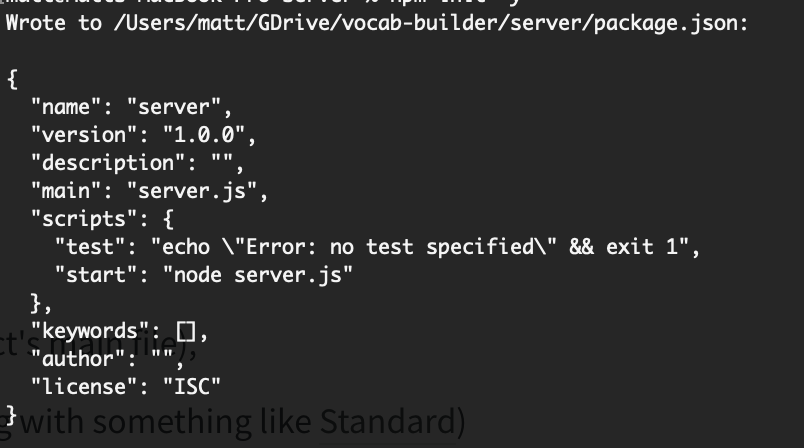 Wrote to /Users/matt/GDrive/vocab-builder/server/package.json:
{
"name": "server",
"version": "1.0.0",
"description": "",
"main": "server.js",
"scripts": {
"test": "echo \"Error: no test specified\" && exit 1",
"start": "node server.js"
},
"keywords": [],
ct's main file),
"author": "",
"license": "ISC"
}
g with something like Standard)